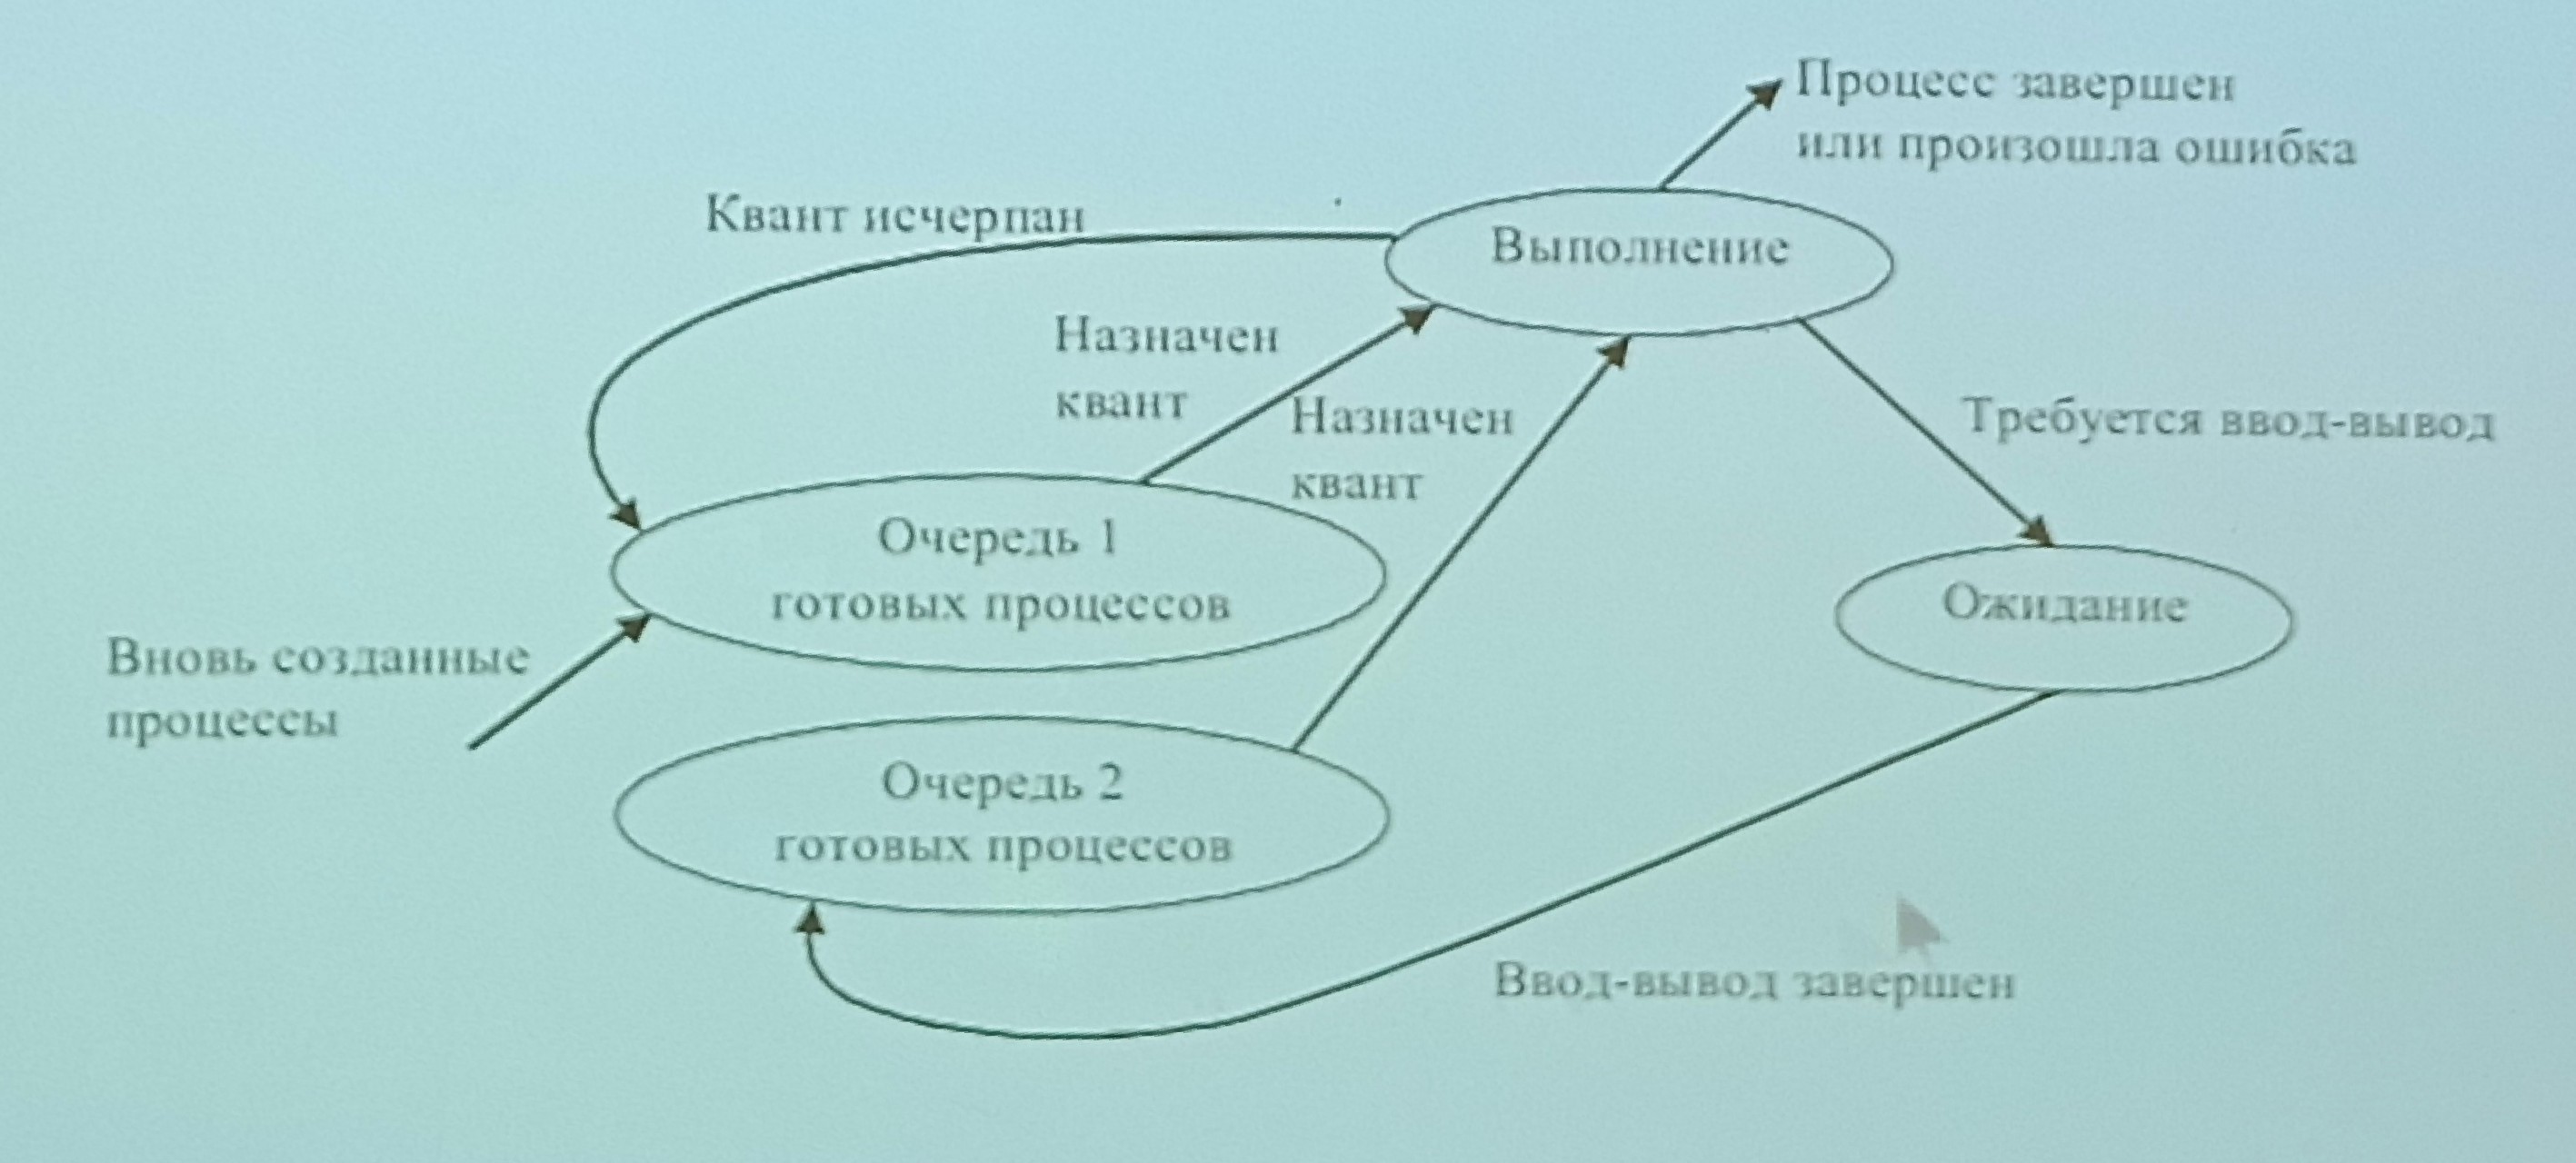 Процесс завершен
или произошла ошибка
Квант исчерпан
Выполнение
Назначен
квант
Назначен
квант
Требуется ввод-вывод
Очередь 1
готовых процессов
Ожидание
Вновь созданные
процессы
Очередь 2
готовых процессов
Ввод-вывод завершен